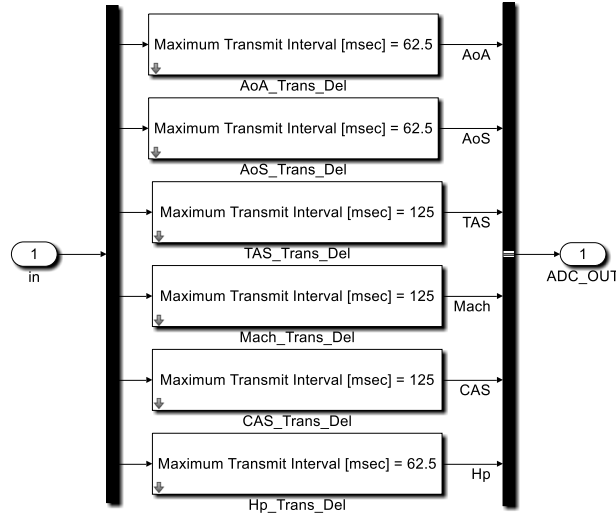 Maximum Transmit Interval [msec] = 62.5
AoA
AoA_Trans_Del
Maximum Transmit Interval [msec] = 62.5
AoS
AoS_Trans_Del
Maximum Transmit Interval [msec] = 125
TAS
TAS_Trans_Del
1
in
1
ADC_OUT
Maximum Transmit Interval [msec] = 125
Mach
Mach_Trans_Del
Maximum Transmit Interval [msec] = 125
CAS
CAS_Trans_Del
Maximum Transmit Interval [msec] = 62.5
Hp
Hp_Trans_Del